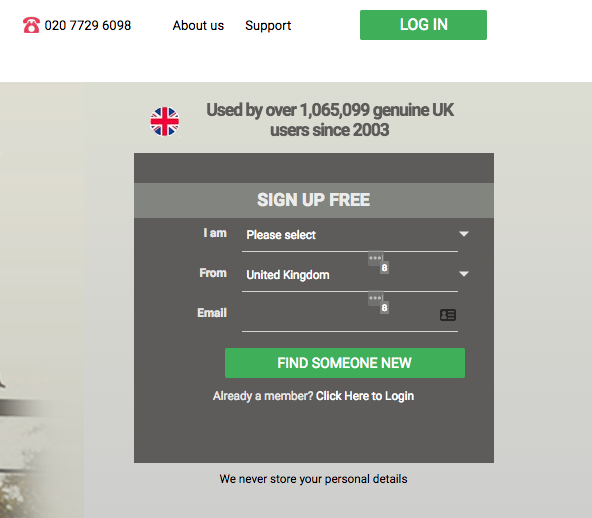 020 7729 6098 About us Support LOG IN
Used by over 1,065,099 genuine UK
users since 2003
SIGN UP FREE
I am Please select
From United Kingdom
Email
FIND SOMEONE NEW
Already a member? Click Here to Login
We never store your personal details